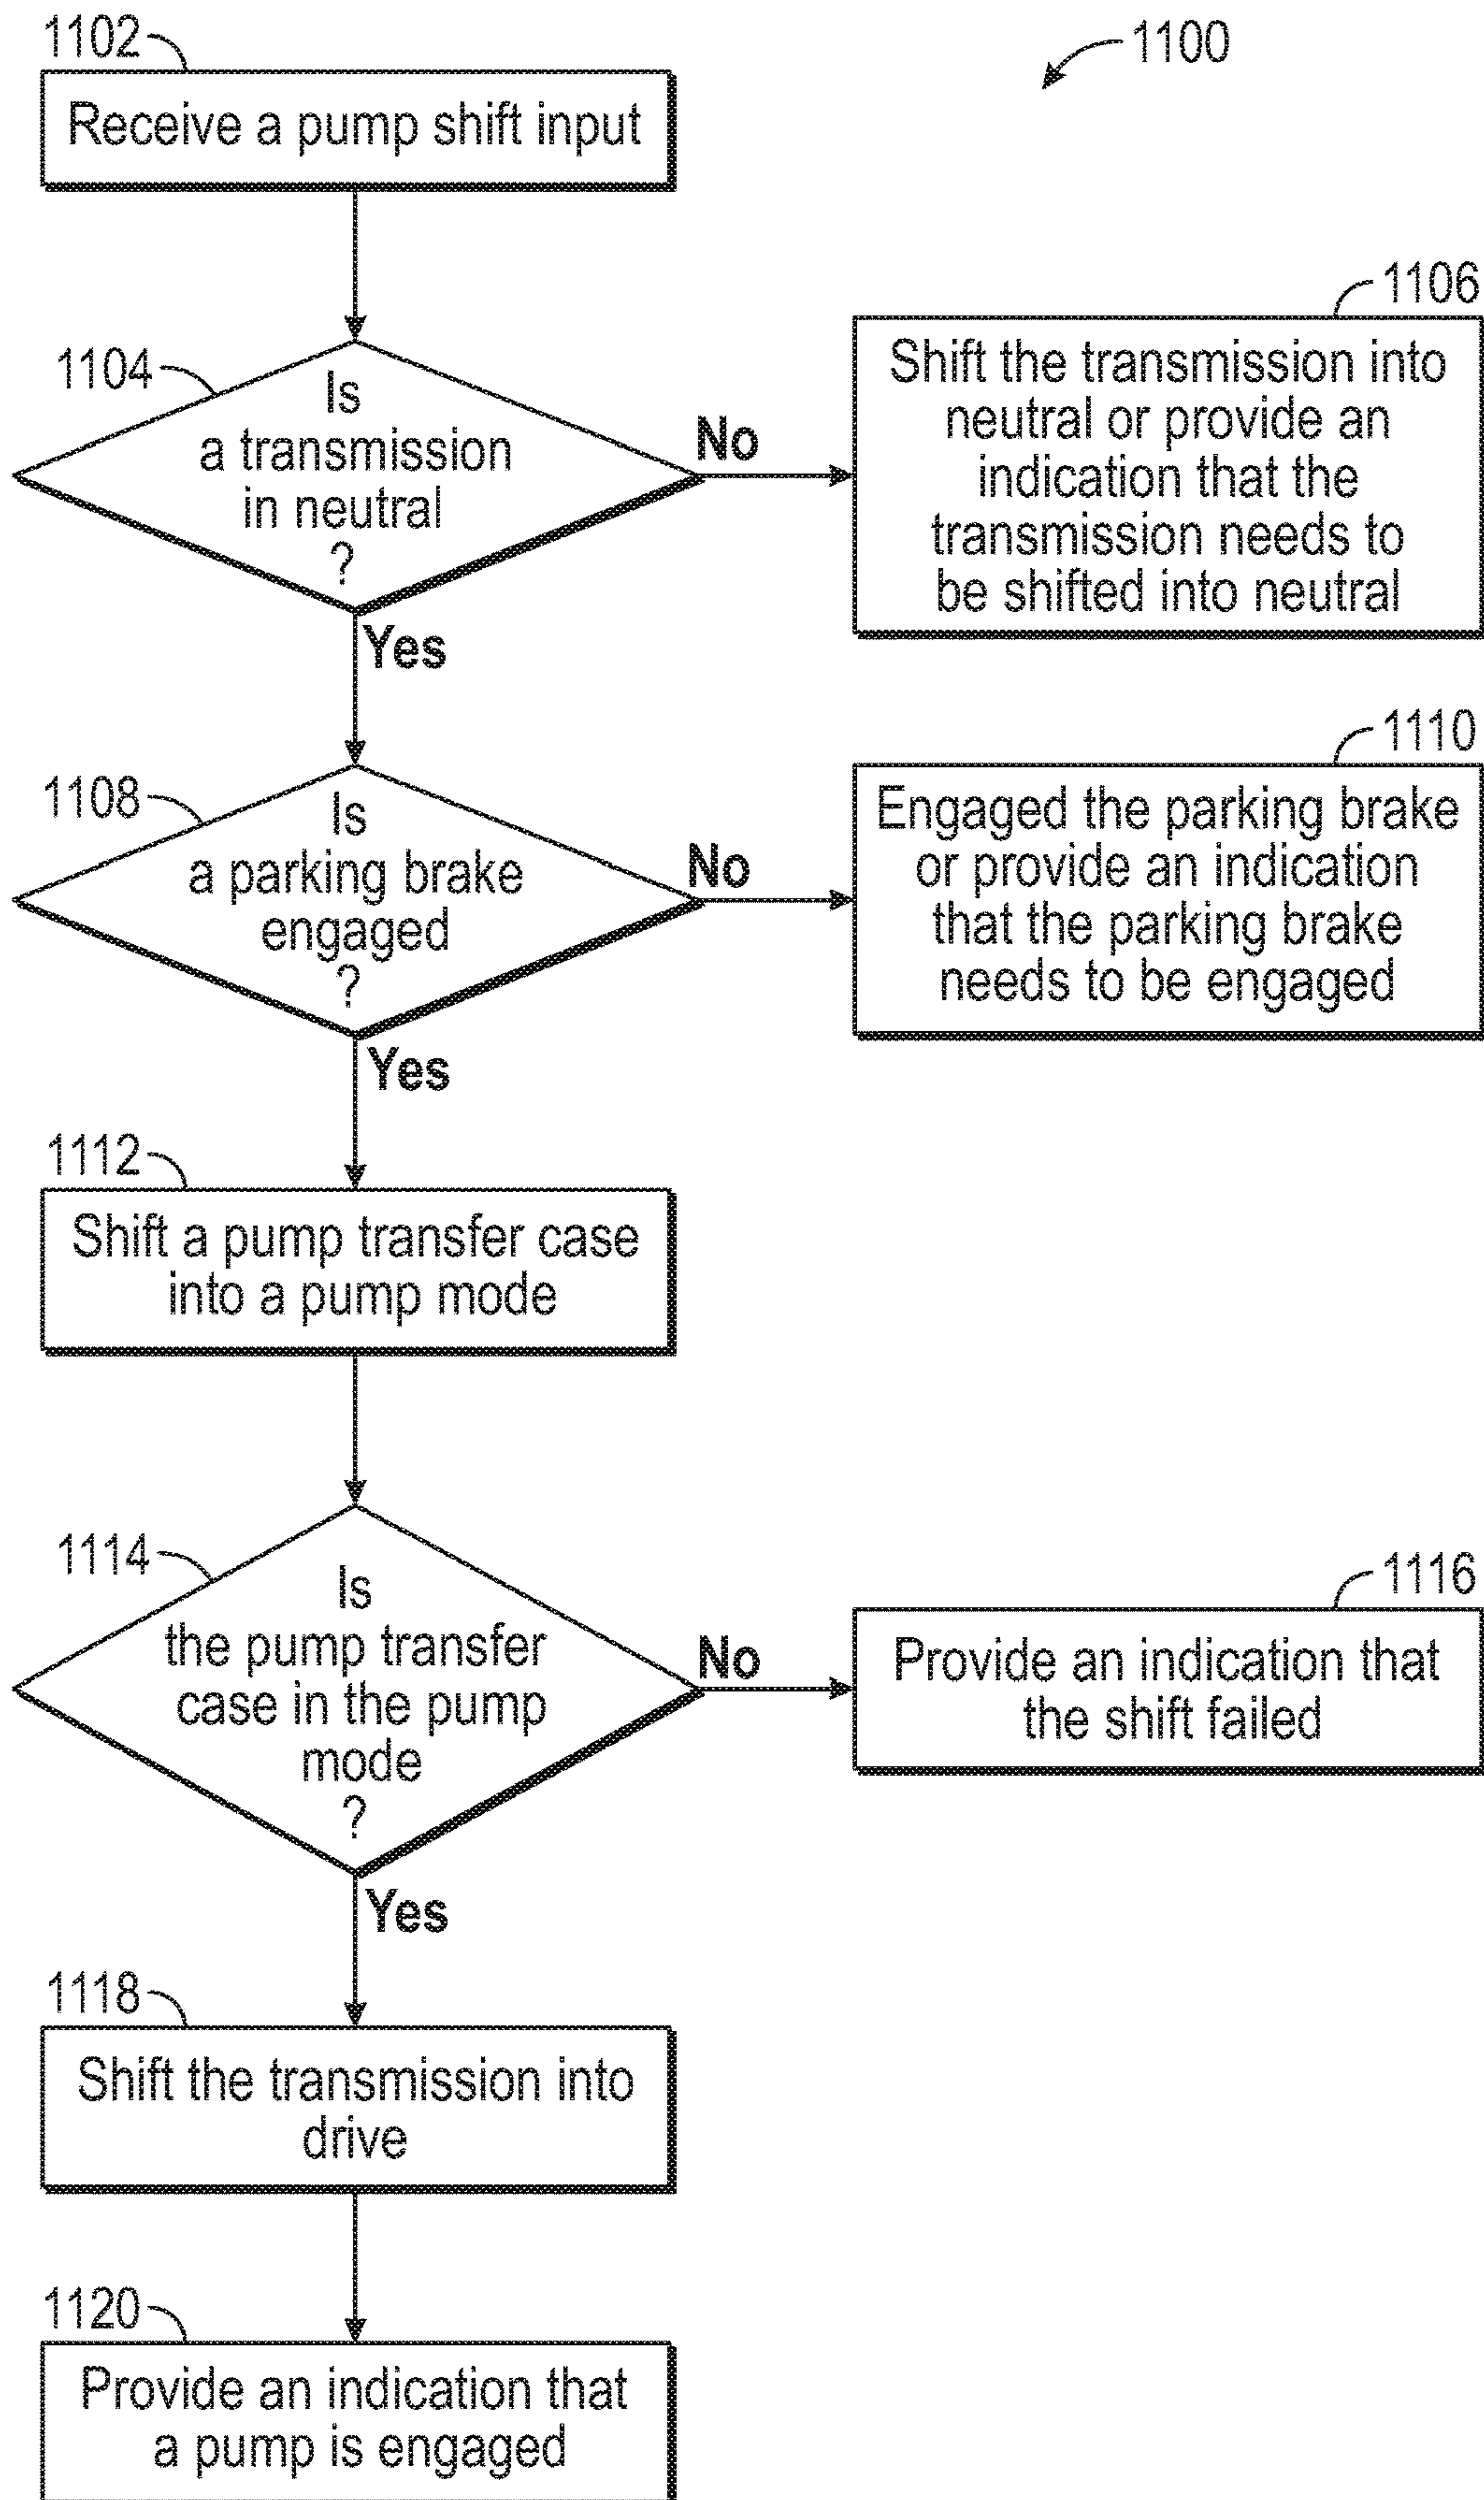 1102
1100
Receive a pump shift input
1104
Is
a transmission
in neutral
?
No
Yes
1106
Shift the transmission into
neutral or provide an
indication that the
transmission needs to
be shifted into neutral
1108
Is
a parking brake
engaged
?
No
Yes
1110
Engaged the parking brake
or provide an indication
that the parking brake
needs to be engaged
1112
Shift a pump transfer case
into a pump mode
1114
Is
the pump transfer
case in the pump
mode
?
No
Yes
1116
Provide an indication that
the shift failed
1118
Shift the transmission into
drive
1120
Provide an indication that
a pump is engaged